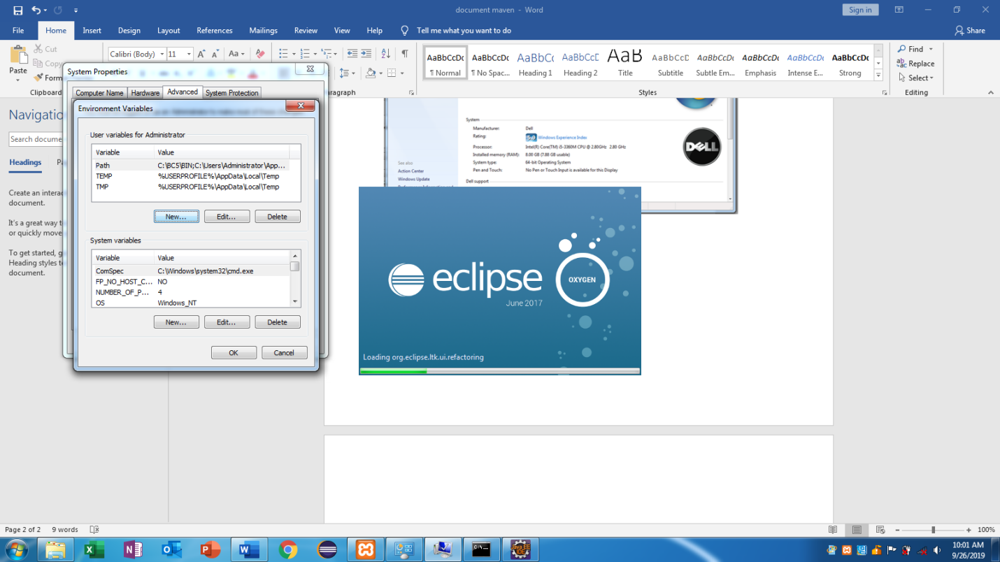 document maven - Word
Sign in
File Home Insert Design Layout References Mailings Review View Help Tell me what you want to do
Share
Paste
Cut
Copy
Clipboard
Calibri (Body) 11
Aa
AaBbCcDc
¶ Normal
AaBbCcDc
¶ No Spac...
AaBbCc
Heading 1
AaBbCcD
Heading 2
AaB
Title
AaBbCcD
Subtitle
AaBbCcDc
Subtle Em...
AaBbCcDc
Emphasis
AaBbCcDc
Intense E...
AaBbCcDc
Strong
Styles
Find
Replace
Select
Editing
System Properties
Computer Name Hardware Advanced System Protection
Environment Variables
User variables for Administrator
Variable Value
Path C:\BC5\BIN;C:\Users\Administrator\App...
TEMP %USERPROFILE%\AppData\Local\Temp
TMP %USERPROFILE%\AppData\Local\Temp
New... Edit... Delete
System variables
Variable Value
ComSpec C:\Windows\system32\cmd.exe
FP_NO_HOST_C... NO
NUMBER_OF_P... 4
OS Windows_NT
New... Edit... Delete
OK Cancel
Navigatio
Search docume
Headings
Create an intera
document.
It's a great way t
or quickly move
To get started, g
Heading styles t
document.
System
Manufacturer: Dell
Rating: Windows Experience Index
Processor: Intel(R) Core(TM) i5-3360M CPU @ 2.80GHz 2.80 GHz
Installed memory (RAM): 8.00 GB (7.88 GB usable)
System type: 64-bit Operating System
Pen and Touch: No Pen or Touch Input is available for this Display
Dell support
DELL
See also
Action Center
Windows Update
eclipse
OXYGEN
June 2017
Loading org.eclipse.ltk.ui.refactoring
Page 2 of 2 9 words
100%
Java EE
IDE
10:01 AM
9/26/2019